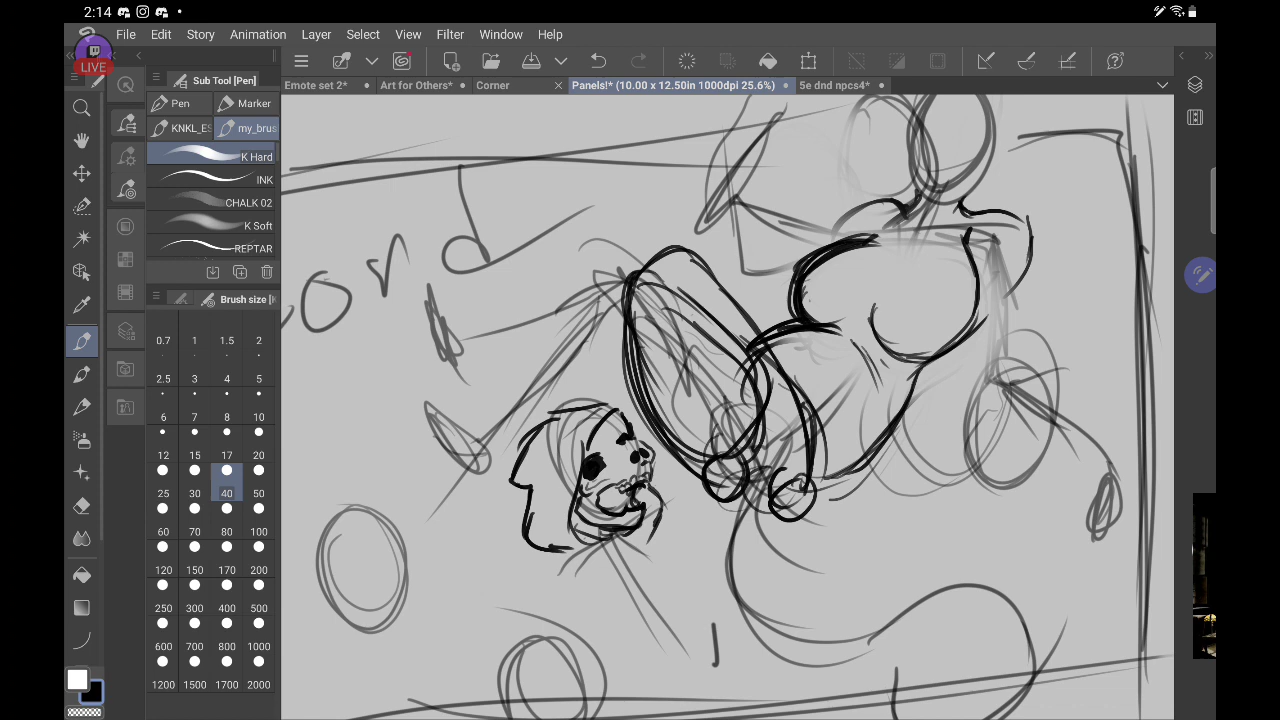 2:14
LIVE
File Edit Story Animation Layer Select View Filter Window Help
Sub Tool [Pen]
Emote set 2* Art for Others* Corner Panels!* (10.00 x 12.50in 1000dpi 25.6%) 5e dnd npcs4*
Pen Marker
KNKL_ES my_brus
K Hard
INK
CHALK 02
K Soft
REPTAR
Brush size [
0.7 1 1.5 2
2.5 3 4 5
6 7 8 10
12 15 17 20
25 30 40 50
60 70 80 100
120 150 170 200
250 300 400 500
600 700 800 1000
1200 1500 1700 2000
or